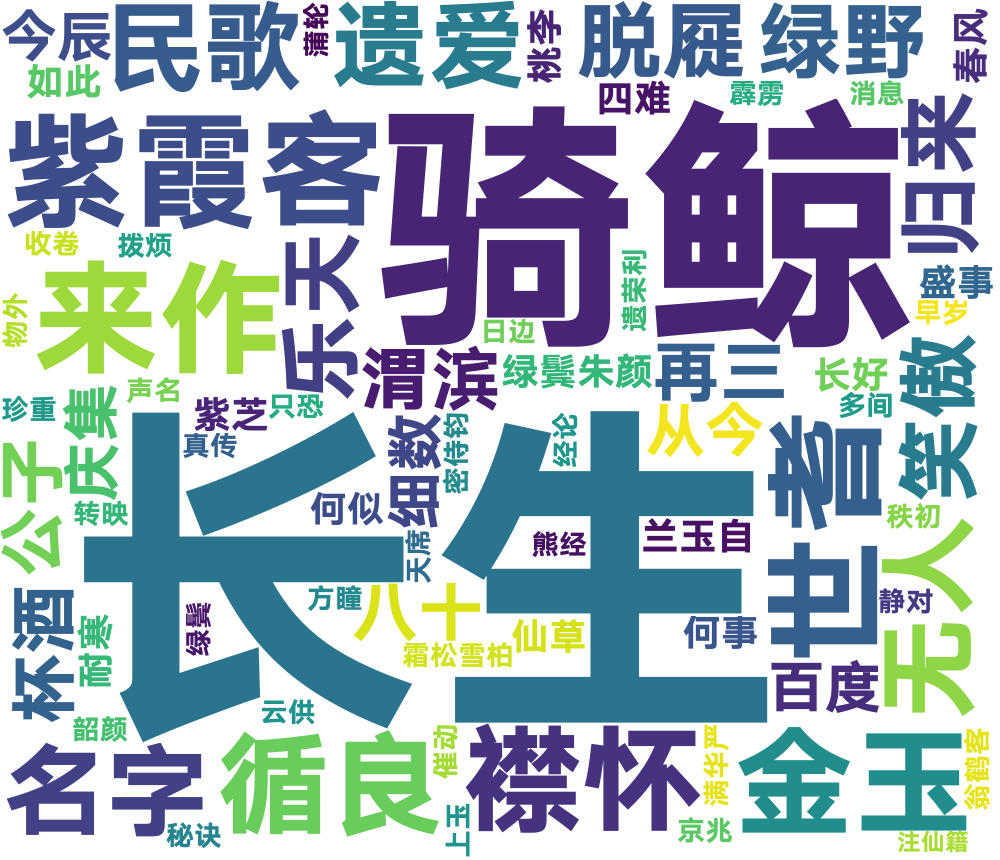 今辰
民歌
蒲轮
遗爱
桃李
脱屣
绿野
春风
如此
四难
霹雳
消息
紫霞客
骑鲸
归来
收卷
拨烦
乐天
遗荣利
盛事
来作
物外
日边
早岁
渭滨
绿鬓朱颜
再三
长好
笑傲
声名
珍重
庆集
紫芝
只恐
细数
密侍钧
经论
从今
多间
耆
世
公子
真传
长生
转映
何似
熊经
兰玉自
秩初
无人
杯酒
耐寒
绿鬓
天席
方瞳
八十
仙草
霜松雪柏
何事
静对
百度
韶颜
云供
名字
循良
催动
襟怀
满华严
金玉
翁鹤客
秘诀
上玉
京兆
注仙籍